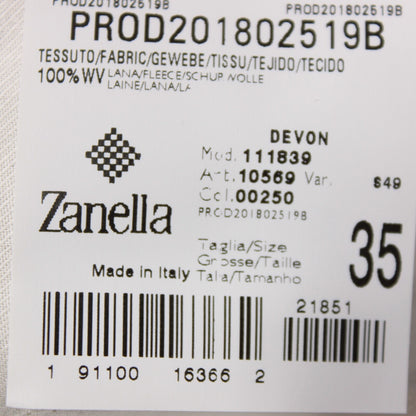 PROD201802519B PROD201802519B
PROD201802519B
TESSUTO/FABRIC/GEWEBE/TISSU/TEJIDO/TECIDO
100%WV LANA/FLEECE/SCHUP WOLLE
LAINE/LANA/LA
DEVON
Mod. 111839
Art. 10569 Var. S49
Col. 00250
PROD201802519B
Zanella
Taglia/Size
Grosse/Taille
Talla/Tamanho
35
Made in Italy
21851
1 91100 16366 2